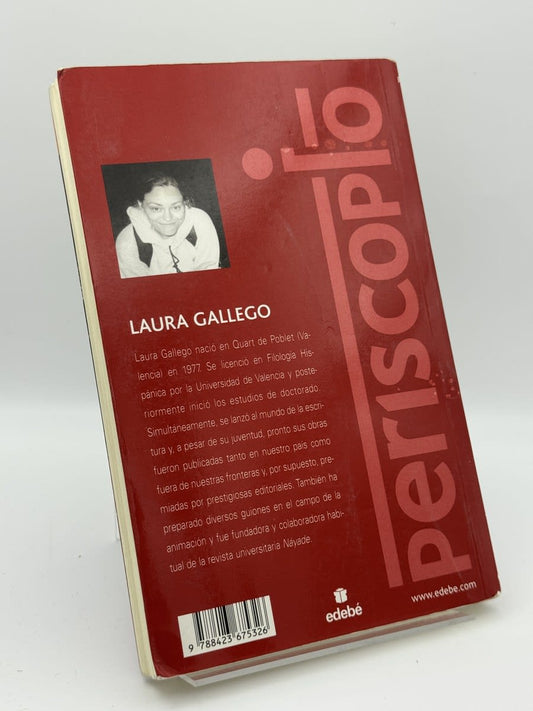 periscopio
LAURA GALLEGO
Laura Gallego nació en Quart de Poblet (Va-
lencia) en 1977. Se licenció en Filología His-
pánica por la Universidad de Valencia y poste-
riormente inició los estudios de doctorado.
Simultáneamente, se lanzó al mundo de la escri-
tura y, a pesar de su juventud, pronto sus obras
fueron publicadas tanto en nuestro país como
fuera de nuestras fronteras y, por supuesto, pre-
miadas por prestigiosas editoriales. También ha
preparado diversos guiones en el campo de la
animación y fue fundadora y colaboradora habi-
tual de la revista universitaria Náyade.
9 788423 675326
edebé
www.edebe.com